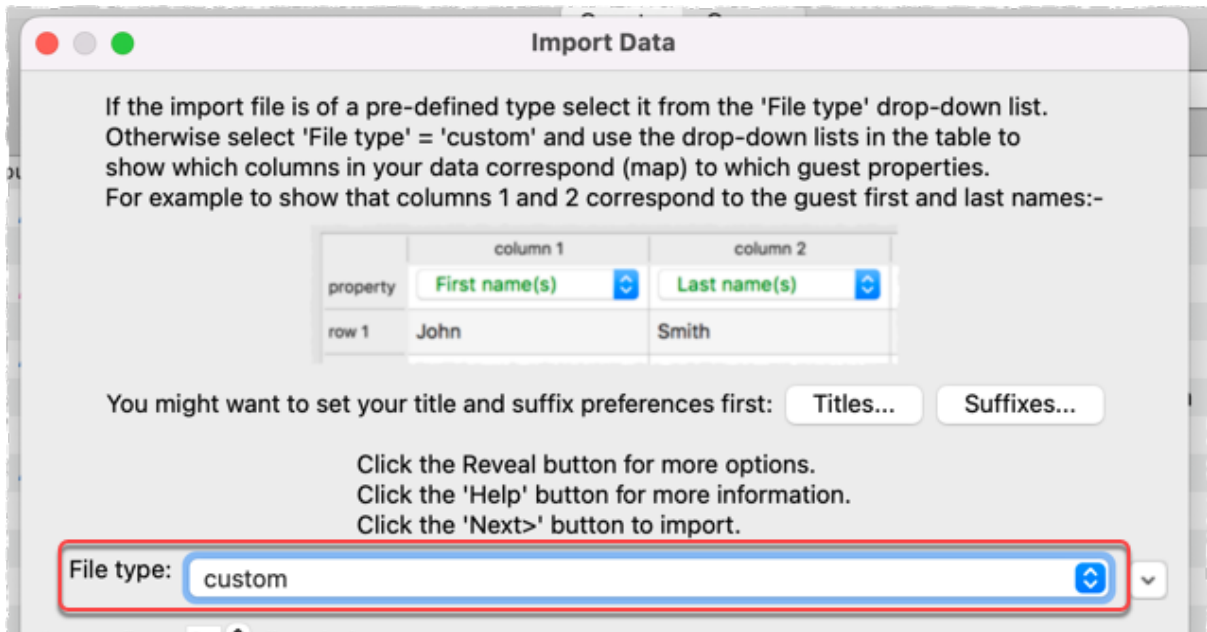 Import Data
If the import file is of a pre-defined type select it from the 'File type' drop-down list.
Otherwise select 'File type' = 'custom' and use the drop-down lists in the table to
show which columns in your data correspond (map) to which guest properties.
For example to show that columns 1 and 2 correspond to the guest first and last names:-
column 1 column 2
property First name(s) Last name(s)
row 1 John Smith
You might want to set your title and suffix preferences first: Titles... Suffixes...
Click the Reveal button for more options.
Click the 'Help' button for more information.
Click the 'Next>' button to import.
File type: custom